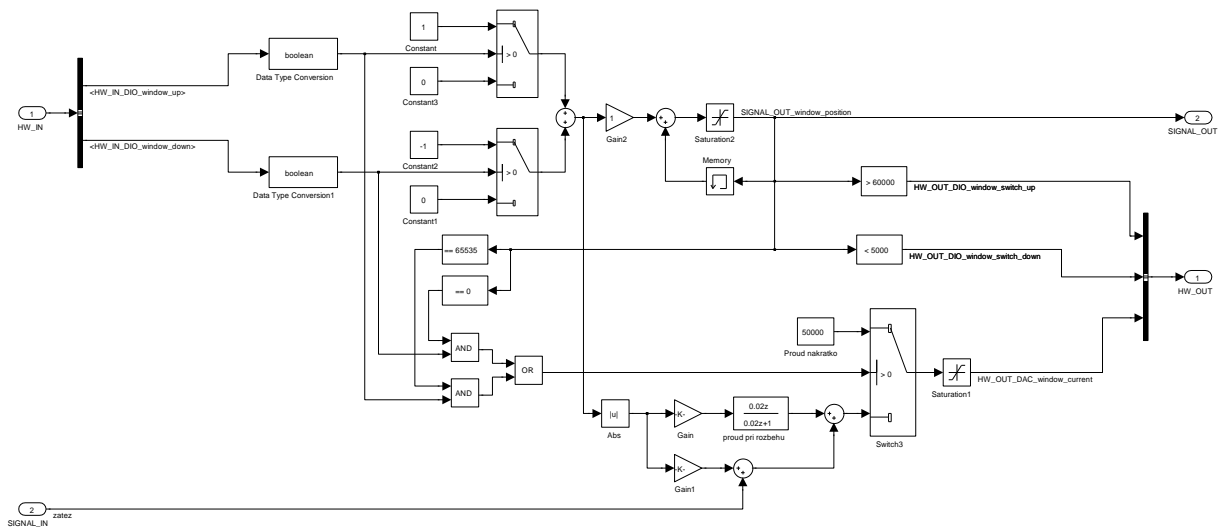 1
HW_IN
<HW_IN_DIO_window_up>
<HW_IN_DIO_window_down>
boolean
Data Type Conversion
boolean
Data Type Conversion1
1
Constant
0
Constant3
> 0
-1
Constant2
0
Constant1
> 0
+
+
1
Gain2
+
+
Saturation2
SIGNAL_OUT_window_position
2
SIGNAL_OUT
Memory
> 60000
HW_OUT_DIO_window_switch_up
== 65535
< 5000
HW_OUT_DIO_window_switch_down
== 0
1
HW_OUT
50000
Proud nakratko
AND
OR
AND
> 0
Switch3
Saturation1
HW_OUT_DAC_window_current
|u|
Abs
-K-
Gain
0.02z
0.02z+1
proud pri rozbehu
+
+
-K-
Gain1
+
+
2
SIGNAL_IN
zatez